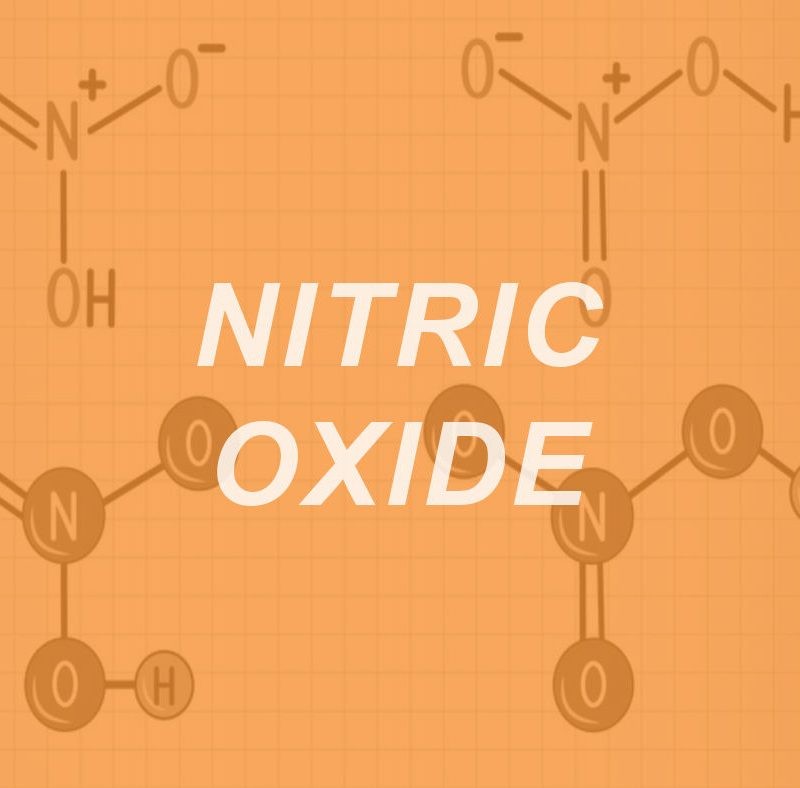 O⁻ O⁻ O
N⁺ N⁺ H
OH O
NITRIC
OXIDE
O O O
N N
O H O